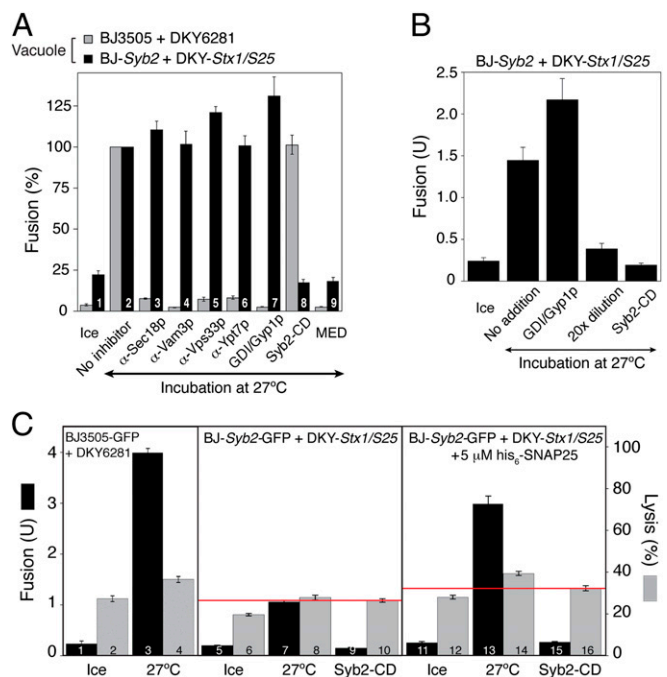 A
Vacuole
BJ3505 + DKY6281
BJ-Syb2 + DKY-Stx1/S25
Fusion (%)
125
100
75
50
25
0
1 2 3 4 5 6 7 8 9
Ice
No inhibitor
α-Sec18p
α-Vam3p
α-Vps33p
α-Ypt7p
GDI/Gyp1p
Syb2-CD
MED
Incubation at 27ºC
B
BJ-Syb2 + DKY-Stx1/S25
Fusion (U)
2.5
2.0
1.5
1.0
0.5
0
Ice
No addition
GDI/Gyp1p
20x dilution
Syb2-CD
Incubation at 27ºC
C
BJ3505-GFP
+ DKY6281
BJ-Syb2-GFP + DKY-Stx1/S25
BJ-Syb2-GFP + DKY-Stx1/S25
+5 μM his6-SNAP25
Fusion (U)
4
3
2
1
0
100
80
60
40
20
0
Lysis (%)
1 2 3 4 5 6 7 8 9 10 11 12 13 14 15 16
Ice 27ºC Ice 27ºC Syb2-CD Ice 27ºC Syb2-CD